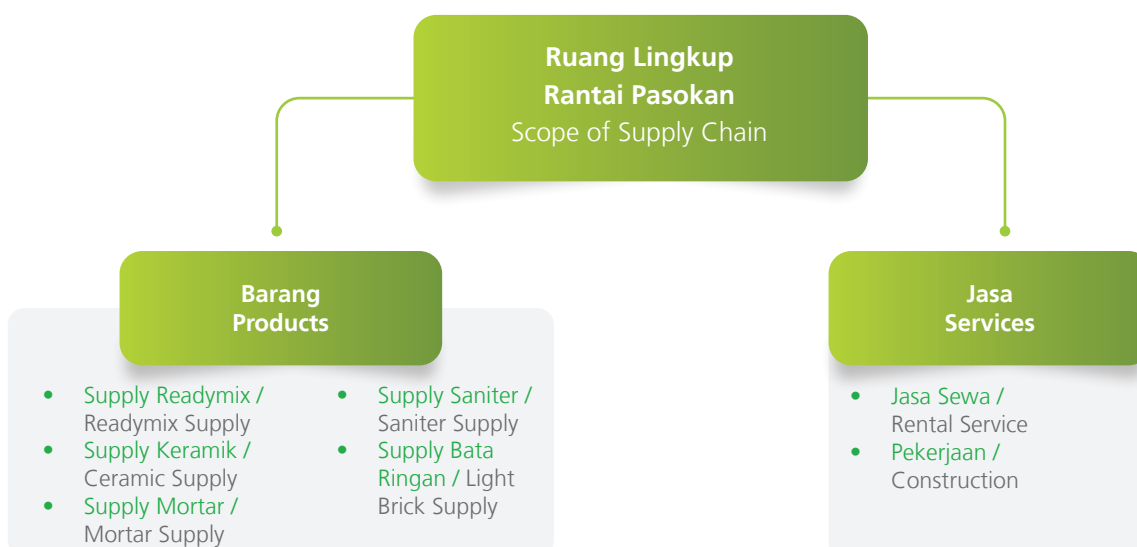 Ruang Lingkup
Rantai Pasokan
Scope of Supply Chain
Barang
Products
• Supply Readymix /
Readymix Supply
• Supply Keramik /
Ceramic Supply
• Supply Mortar /
Mortar Supply
• Supply Saniter /
Saniter Supply
• Supply Bata
Ringan / Light
Brick Supply
Jasa
Services
• Jasa Sewa /
Rental Service
• Pekerjaan /
Construction